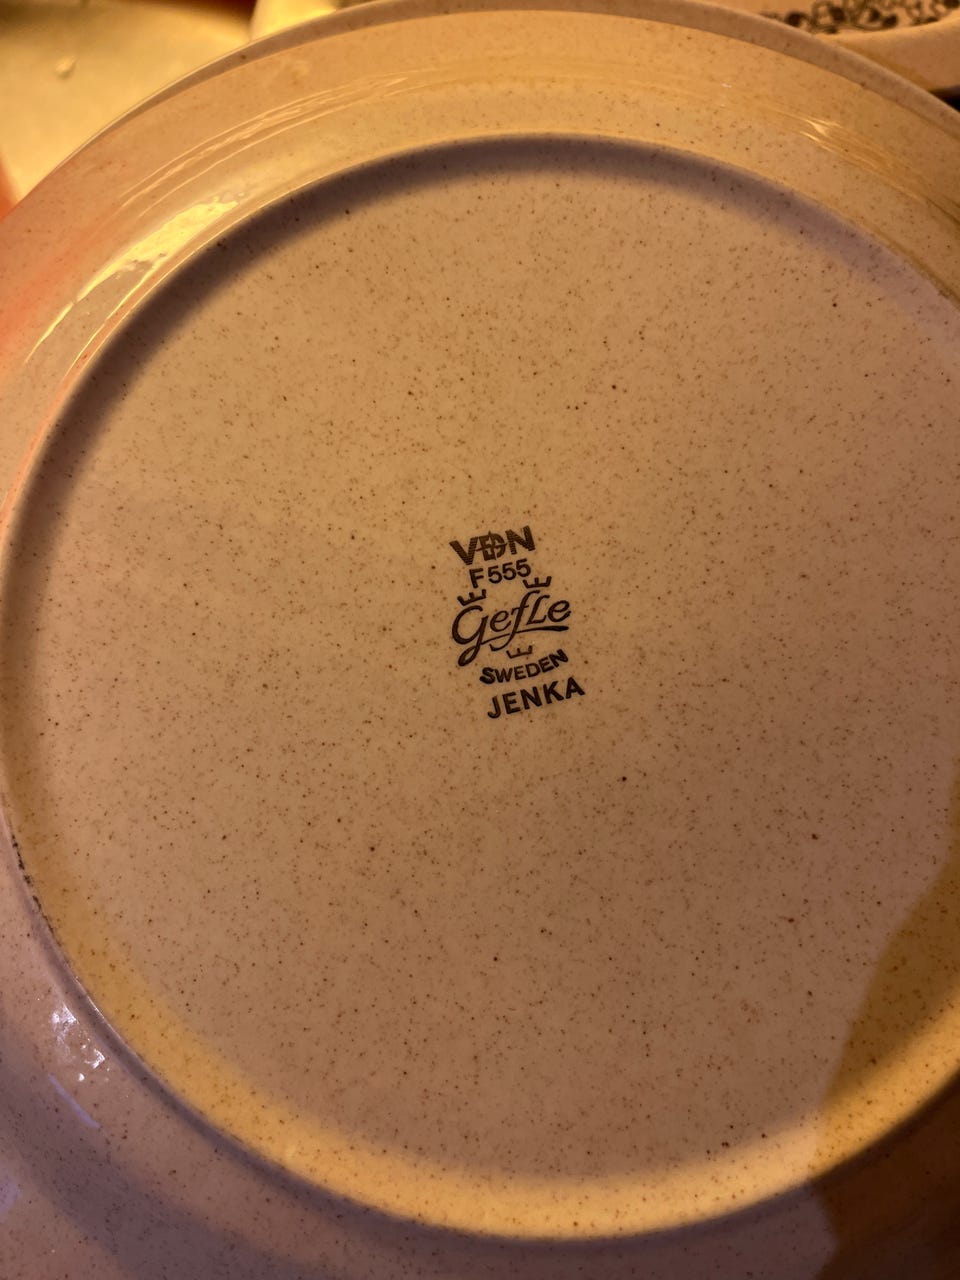 VDN
F555
Gefle
SWEDEN
JENKA